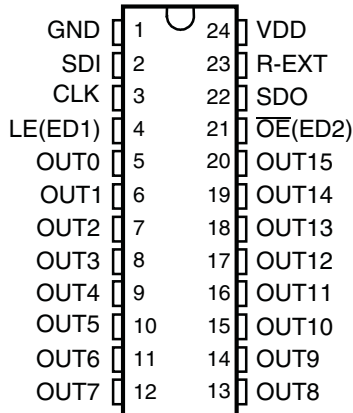 GND 1 24 VDD
SDI 2 23 R-EXT
CLK 3 22 SDO
LE(ED1) 4 21 O̅E̅(ED2)
OUT0 5 20 OUT15
OUT1 6 19 OUT14
OUT2 7 18 OUT13
OUT3 8 17 OUT12
OUT4 9 16 OUT11
OUT5 10 15 OUT10
OUT6 11 14 OUT9
OUT7 12 13 OUT8